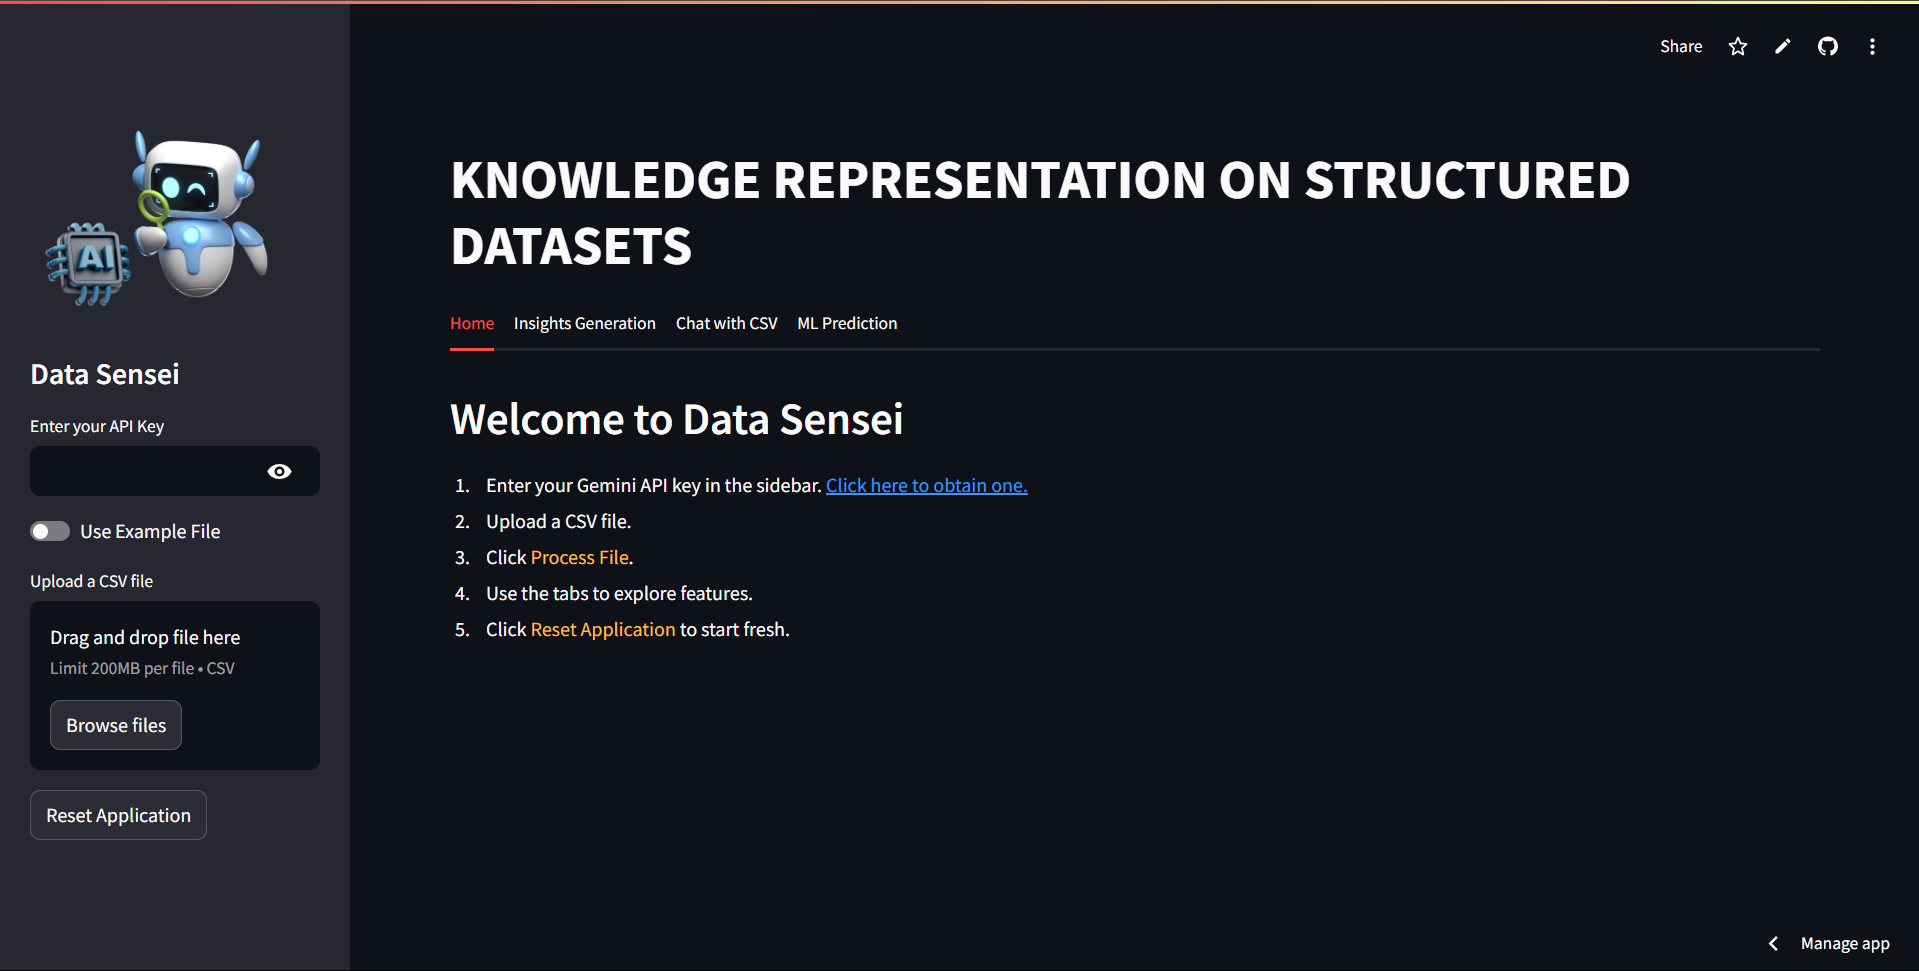 Share
AI
KNOWLEDGE REPRESENTATION ON STRUCTURED
DATASETS
Home Insights Generation Chat with CSV ML Prediction
Data Sensei
Enter your API Key
Use Example File
Upload a CSV file
Drag and drop file here
Limit 200MB per file • CSV
Browse files
Reset Application
Welcome to Data Sensei
1. Enter your Gemini API key in the sidebar. Click here to obtain one.
2. Upload a CSV file.
3. Click Process File.
4. Use the tabs to explore features.
5. Click Reset Application to start fresh.
Manage app